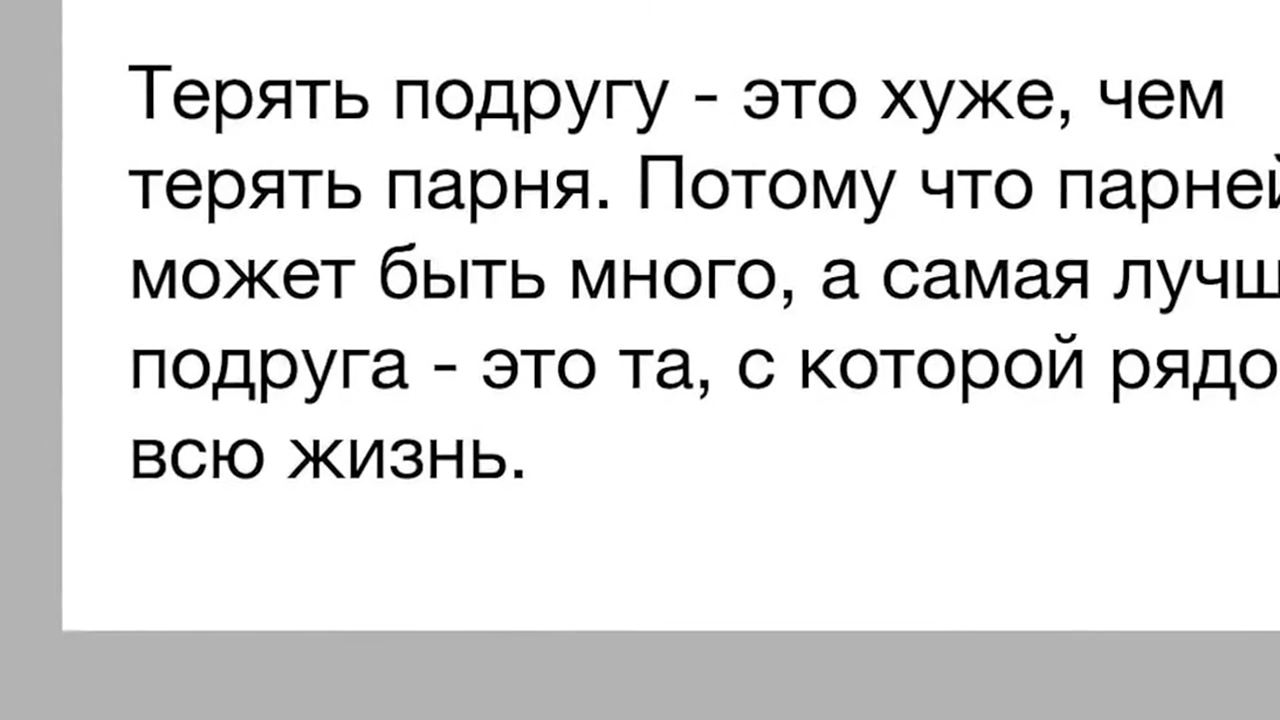 Терять подругу - это хуже, чем
терять парня. Потому что парней
может быть много, а самая
подруга - это та, с которой
всю жизнь.